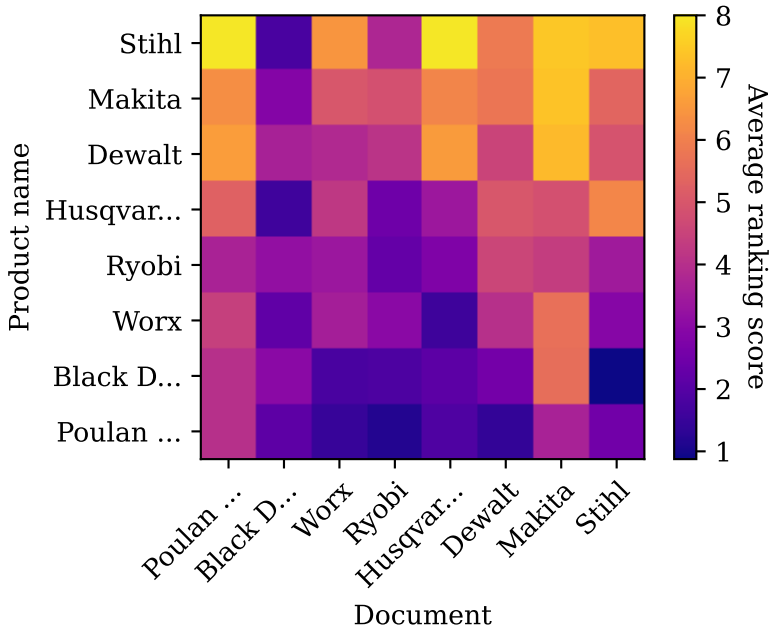 Stihl
Makita
Dewalt
Husqvar...
Ryobi
Worx
Black D...
Poulan ...
Product name
Poulan ...
Black D...
Worx
Ryobi
Husqvar...
Dewalt
Makita
Stihl
Document
8
7
6
5
4
3
2
1
Average ranking score